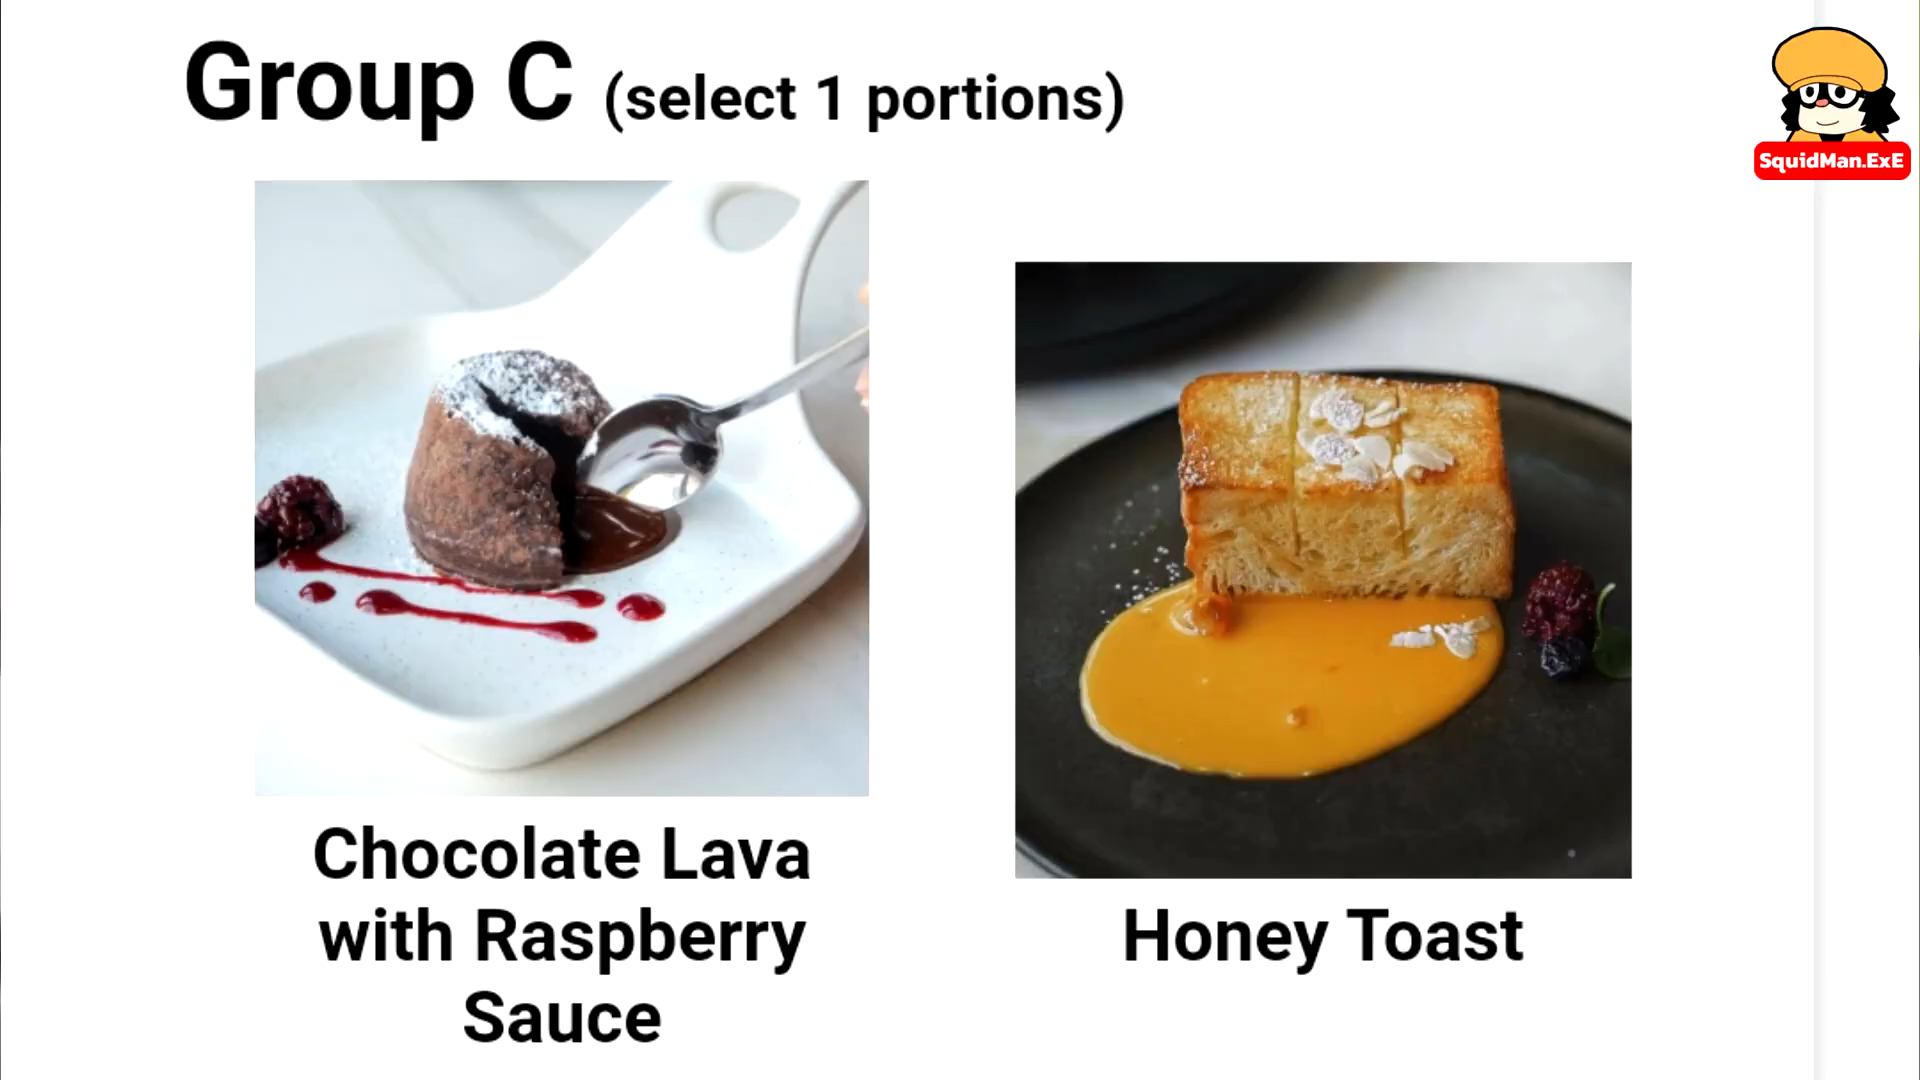 Group C (select 1 portions)
SquidMan.ExE
Chocolate Lava
with Raspberry
Sauce
Honey Toast